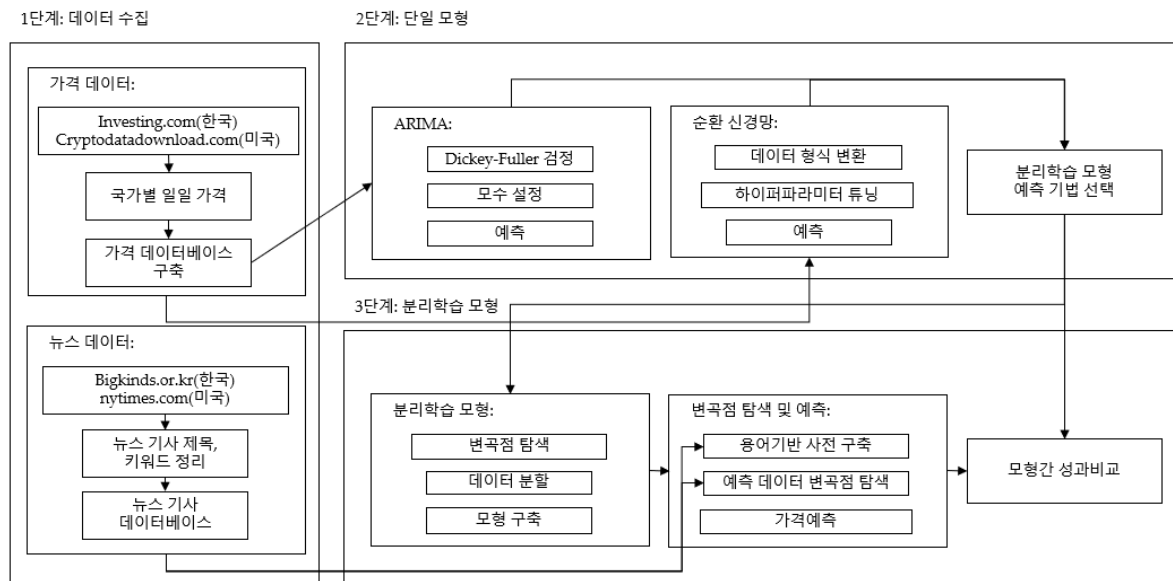 1단계: 데이터 수집
가격 데이터:
Investing.com(한국)
Cryptodatadownload.com(미국)
국가별 일일 가격
가격 데이터베이스
구축
뉴스 데이터:
Bigkinds.or.kr(한국)
nytimes.com(미국)
뉴스 기사 제목,
키워드 정리
뉴스 기사
데이터베이스
2단계: 단일 모형
ARIMA:
Dickey-Fuller 검정
모수 설정
예측
순환 신경망:
데이터 형식 변환
하이퍼파라미터 튜닝
예측
분리학습 모형
예측 기법 선택
3단계: 분리학습 모형
분리학습 모형:
변곡점 탐색
데이터 분할
모형 구축
변곡점 탐색 및 예측:
용어기반 사전 구축
예측 데이터 변곡점 탐색
가격예측
모형간 성과비교